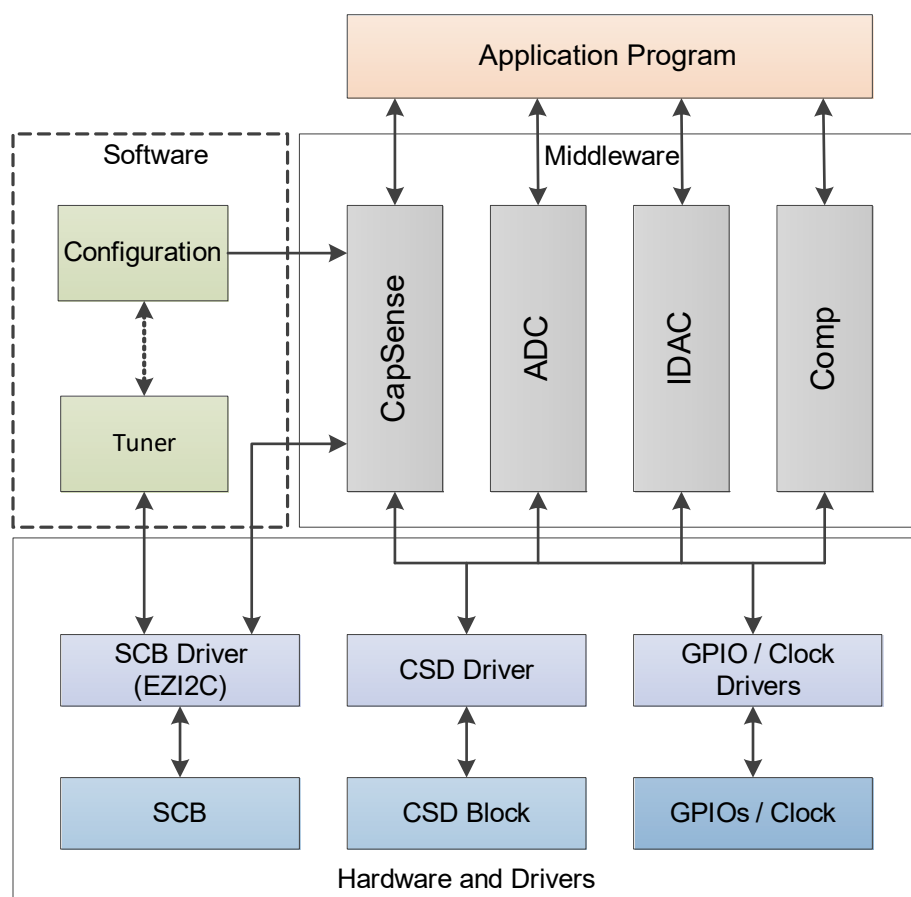 Application Program
Software
Middleware
Configuration
Tuner
CapSense
ADC
IDAC
Comp
SCB Driver
(EZI2C)
CSD Driver
GPIO / Clock
Drivers
SCB
CSD Block
GPIOs / Clock
Hardware and Drivers